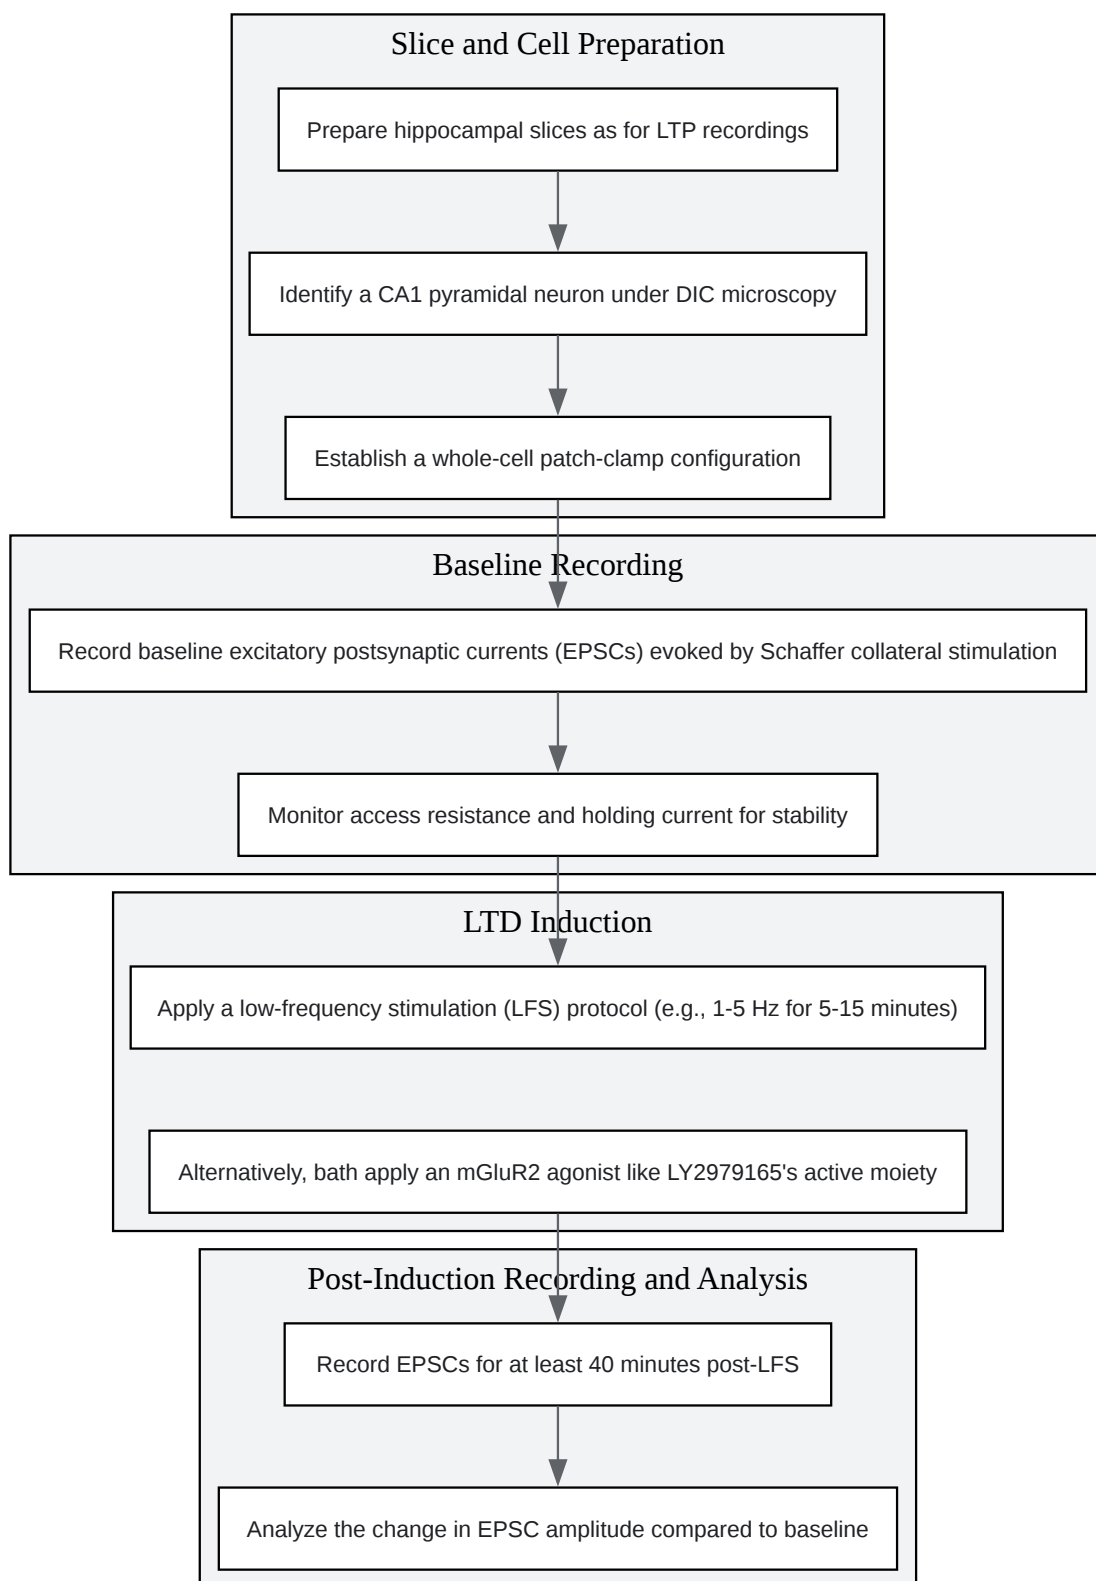 Slice and Cell Preparation
Prepare hippocampal slices as for LTP recordings
Identify a CA1 pyramidal neuron under DIC microscopy
Establish a whole-cell patch-clamp configuration
Baseline Recording
Record baseline excitatory postsynaptic currents (EPSCs) evoked by Schaffer collateral stimulation
Monitor access resistance and holding current for stability
LTD Induction
Apply a low-frequency stimulation (LFS) protocol (e.g., 1-5 Hz for 5-15 minutes)
Alternatively, bath apply an mGluR2 agonist like LY2979165's active moiety
Post-Induction Recording and Analysis
Record EPSCs for at least 40 minutes post-LFS
Analyze the change in EPSC amplitude compared to baseline